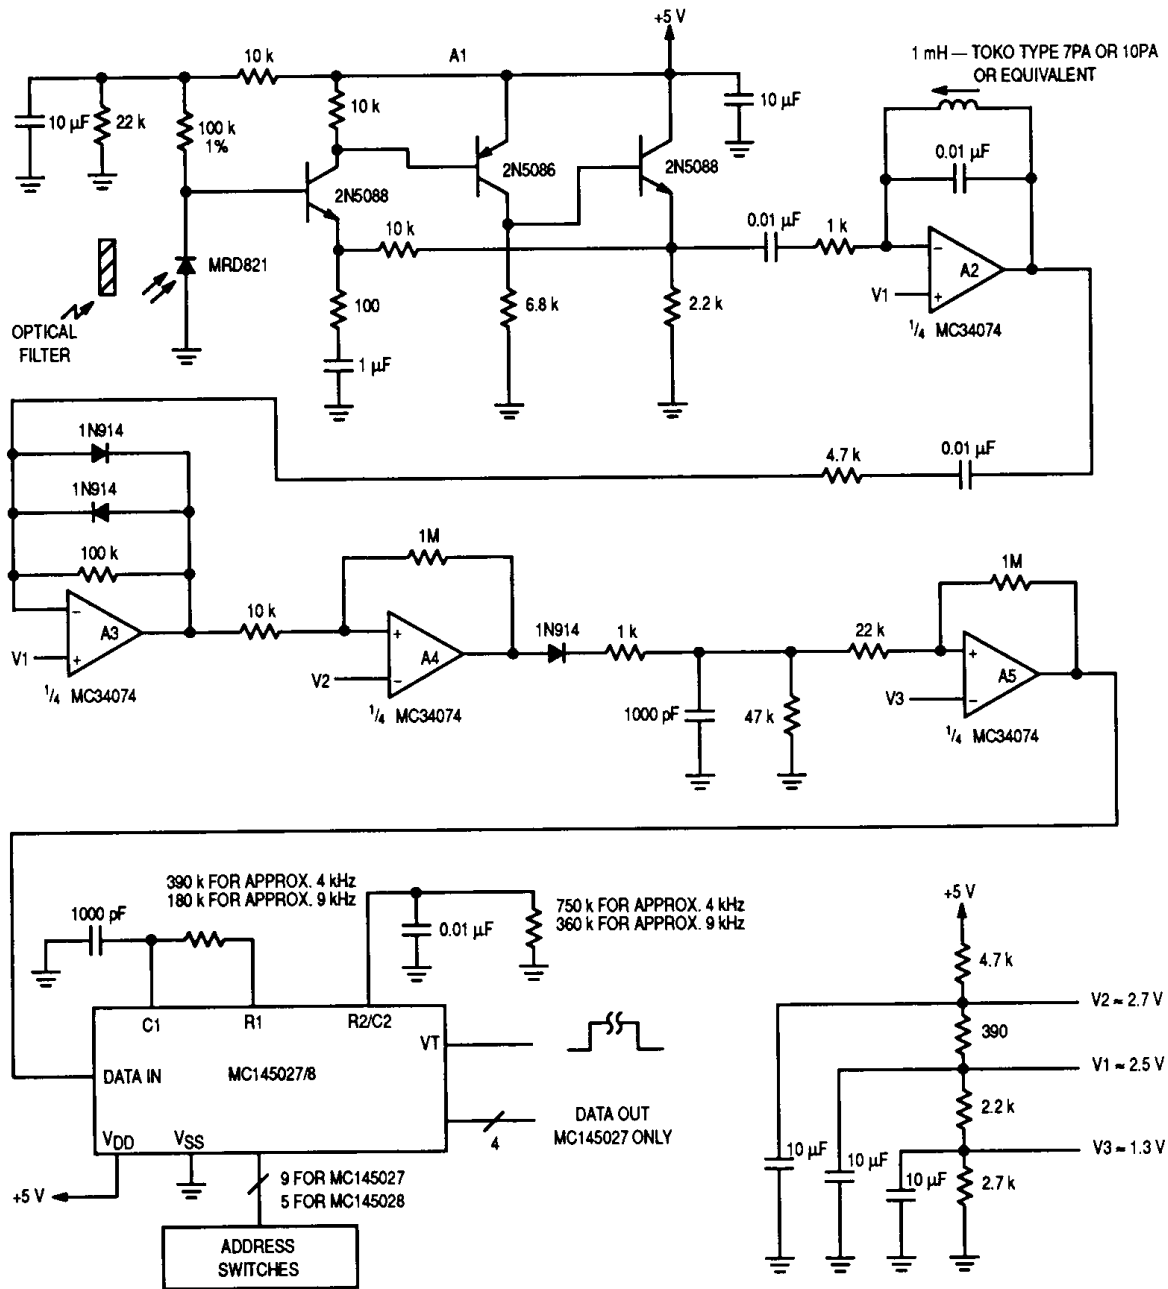 +5 V
10 k
A1
1 mH — TOKO TYPE 7PA OR 10PA
OR EQUIVALENT
10 µF
22 k
100 k
1%
10 k
2N5088
2N5086
2N5088
10 µF
0.01 µF
MRD821
10 k
0.01 µF
1 k
A2
V1
¹/₄ MC34074
OPTICAL
FILTER
100
1 µF
6.8 k
2.2 k
1N914
1N914
100 k
4.7 k
0.01 µF
A3
V1
¹/₄ MC34074
10 k
1M
A4
V2
¹/₄ MC34074
1N914
1 k
1000 pF
47 k
22 k
1M
A5
V3
¹/₄ MC34074
390 k FOR APPROX. 4 kHz
180 k FOR APPROX. 9 kHz
1000 pF
0.01 µF
750 k FOR APPROX. 4 kHz
360 k FOR APPROX. 9 kHz
C1
R1
R2/C2
VT
DATA IN
MC145027/8
VDD
VSS
+5 V
4
DATA OUT
MC145027 ONLY
9 FOR MC145027
5 FOR MC145028
ADDRESS
SWITCHES
+5 V
4.7 k
V2 ≈ 2.7 V
390
V1 ≈ 2.5 V
2.2 k
V3 ≈ 1.3 V
2.7 k
10 µF
10 µF
10 µF